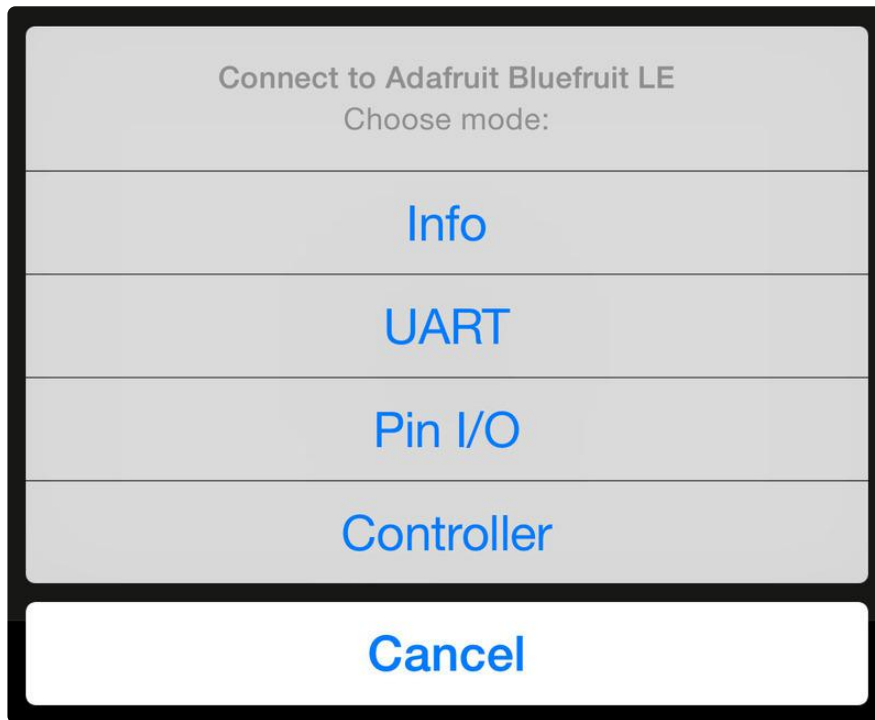 Connect to Adafruit Bluefruit LE
Choose mode:
Info
UART
Pin I/O
Controller
Cancel